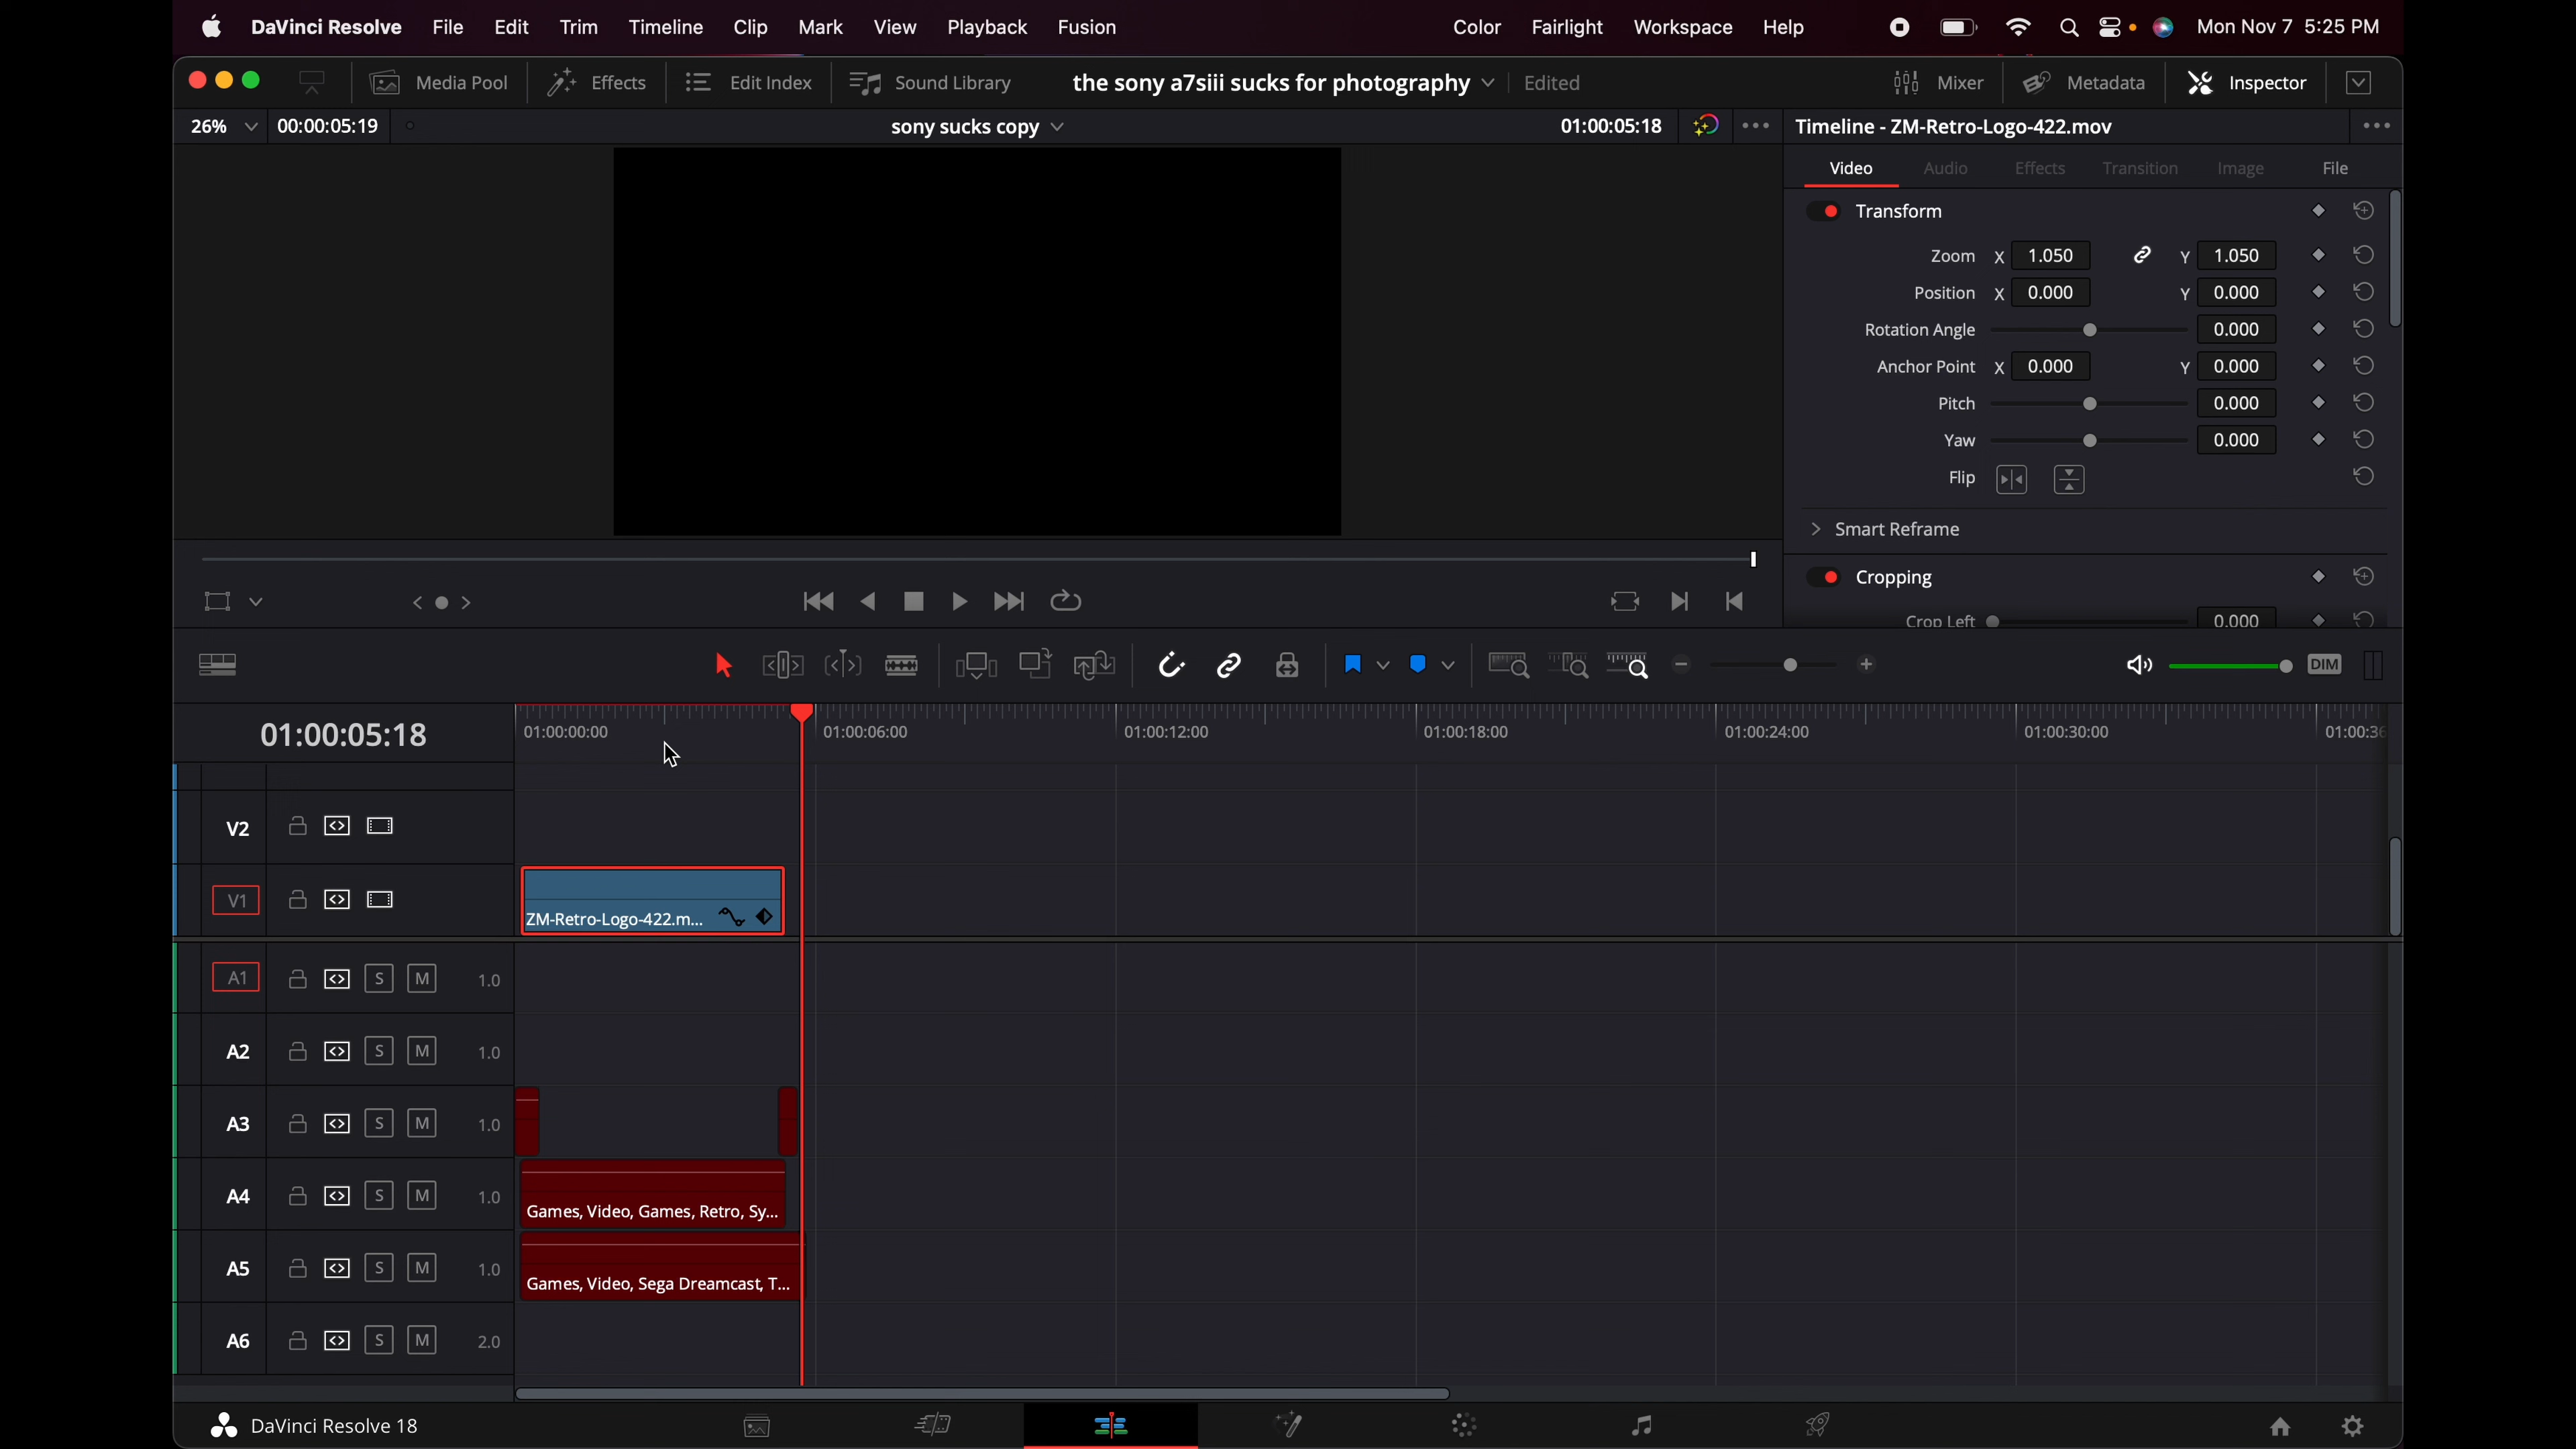 DaVinci Resolve File Edit Trim Timeline Clip Mark View Playback Fusion Color Fairlight Workspace Help Mon Nov 7 5:25 PM
Media Pool Effects Edit Index Sound Library the sony a7siii sucks for photography Edited Mixer Metadata Inspector
26% 00:00:05:19 sony sucks copy 01:00:05:18 Timeline - ZM-Retro-Logo-422.mov
Video Audio Effects Transition Image File
Transform
Zoom X 1.050 Y 1.050
Position X 0.000 Y 0.000
Rotation Angle 0.000
Anchor Point X 0.000 Y 0.000
Pitch 0.000
Yaw 0.000
Flip
Smart Reframe
Cropping
Crop Left 0.000
DIM
01:00:05:18 01:00:00:00 01:00:06:00 01:00:12:00 01:00:18:00 01:00:24:00 01:00:30:00 01:00:36
V2
V1 ZM-Retro-Logo-422.m...
A1 S M 1.0
A2 S M 1.0
A3 S M 1.0
A4 S M 1.0 Games, Video, Games, Retro, Sy...
A5 S M 1.0 Games, Video, Sega Dreamcast, T...
A6 S M 2.0
DaVinci Resolve 18